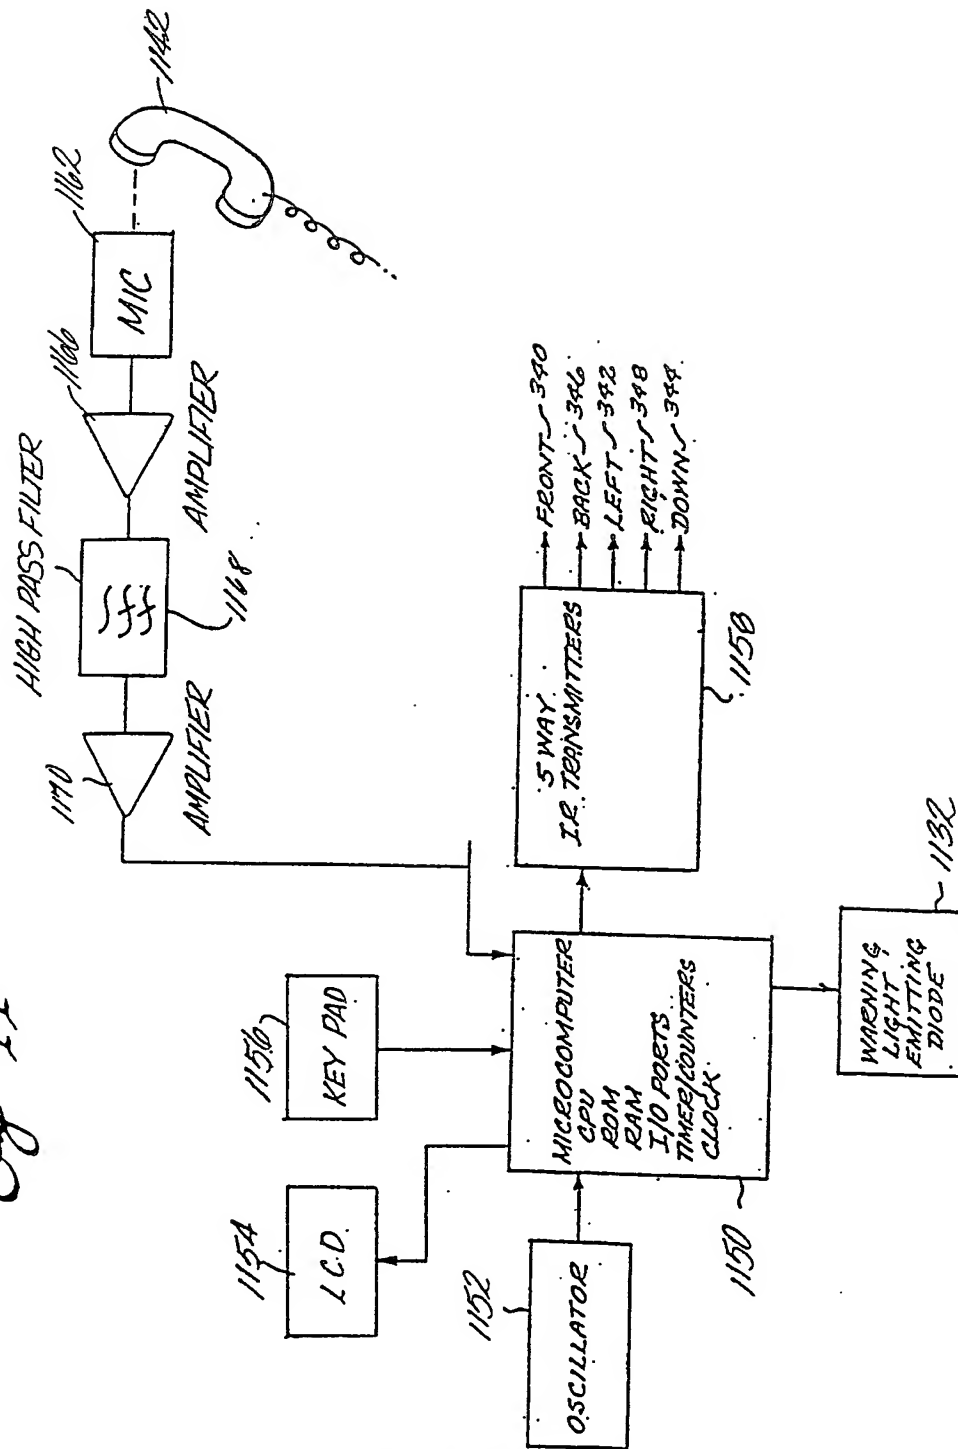 HIGH PASS FILTER
1170
1166
1162
1142
MIC
AMPLIFIER
1168
AMPLIFIER
1154
L.C.D.
1156
KEY PAD
1152
OSCILLATOR
1150
MICROCOMPUTER
CPU
ROM
RAM
I/O PORTS
TIMER/COUNTERS
CLOCK
5 WAY
I.R. TRANSMITTERS
1158
FRONT 340
BACK 346
LEFT 342
RIGHT 348
DOWN 344
WARNING
LIGHT
EMITTING
DIODE
1132